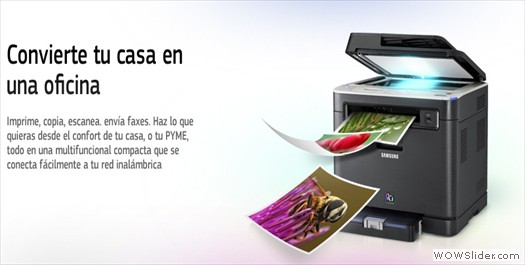 Convierte tu casa en
una oficina
Imprime, copia, escanea. envía faxes. Haz lo que
quieras desde el confort de tu casa, o tu PYME,
todo en una multifuncional compacta que se
conecta fácilmente a tu red inalámbrica
SAMSUNG
WOWSlider.com